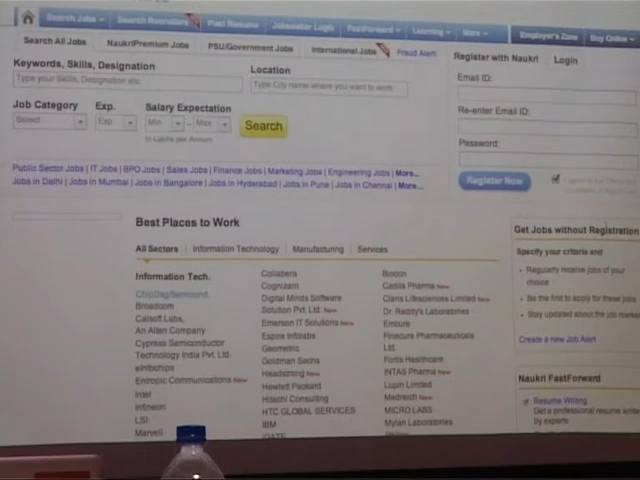 Search Jobs Search Recruiters Post Resume Jobseeker Login FastForward Learning More Employer's Zone Buy Online
Search All Jobs Naukri Premium Jobs PSU/Government Jobs International Jobs Fraud Alert Register with Naukri Login
Keywords, Skills, Designation Location
Type your Skills, Designation etc Type City name where you want to work
Email ID:
Re-enter Email ID:
Job Category Exp. Salary Expectation
Select Exp Min - Max Search
In Lakhs per Annum
Password:
Register Now
Public Sector Jobs | IT Jobs | BPO Jobs | Sales Jobs | Finance Jobs | Marketing Jobs | Engineering Jobs | More...
Jobs in Delhi | Jobs in Mumbai | Jobs in Bangalore | Jobs in Hyderabad | Jobs in Pune | Jobs in Chennai | More...
Best Places to Work
All Sectors Information Technology Manufacturing Services
Information Tech.
Broadcom
Calsoft Labs,
An Allen Company
Cypress Semiconductor
Technology India Pvt. Ltd.
eInfochips
Entropic Communications New
Intel
Infineon
LSI
Marvell
Collabera
Cognizant
Digital Minds Software
Solution Pvt. Ltd. New
Emerson IT Solutions New
Espire Infolabs
Geometric
Goldman Sachs
Headstrong New
Hewlett Packard
Hitachi Consulting
HTC GLOBAL SERVICES
IBM
iGATE
Biocon
Cadila Pharma New
Claris Lifesciences Limited New
Dr. Reddy's Laboratories
Emcure
Finecure Pharmaceuticals
Ltd.
Fortis Healthcare
INTAS Pharma New
Lupin Limited
Medreich New
MICRO LABS
Mylan Laboratories
Get Jobs without Registration
Specify your criteria and
Regularly receive jobs of your
choice
Be the first to apply for these jobs
Stay updated about the job market
Create a new Job Alert
Naukri FastForward
Resume Writing
Get a professional resume written
by experts